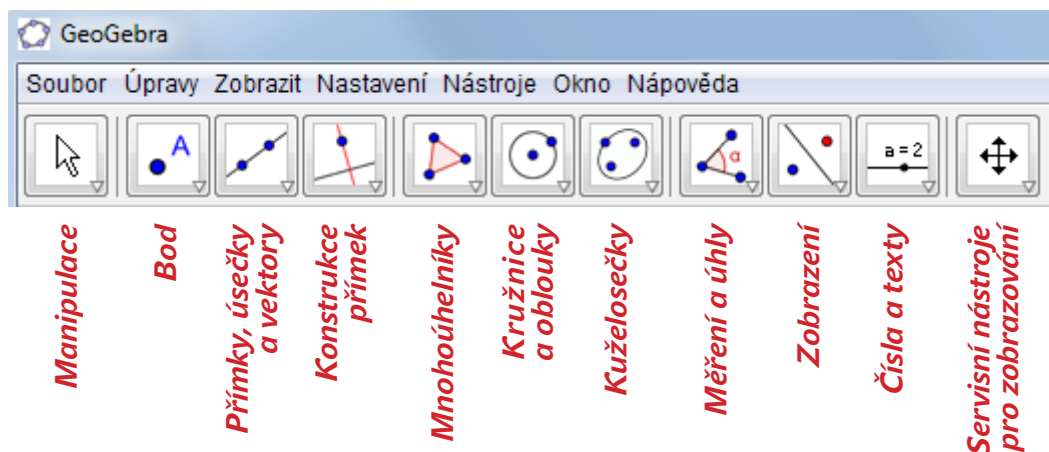 GeoGebra
Soubor Úpravy Zobrazit Nastavení Nástroje Okno Nápověda
A
α
a = 2
Manipulace
Bod
Přímky, úsečky
a vektory
Konstrukce
přímek
Mnohoúhelníky
Kružnice
a oblouky
Kuželosečky
Měření a úhly
Zobrazení
Čísla a texty
Servisní nástroje
pro zobrazování